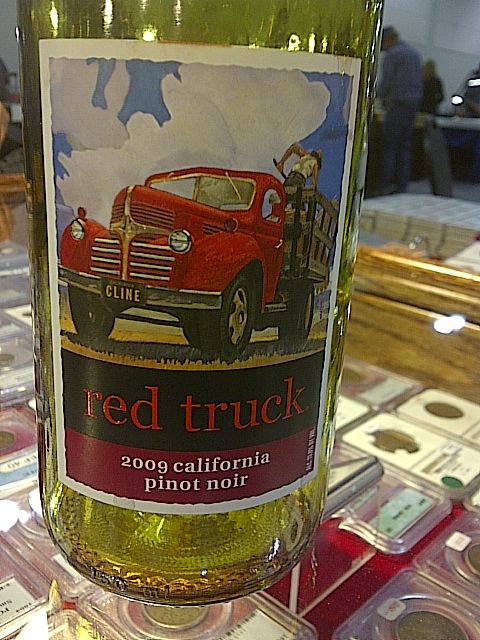 CLINE
red truck
2009 california
pinot noir